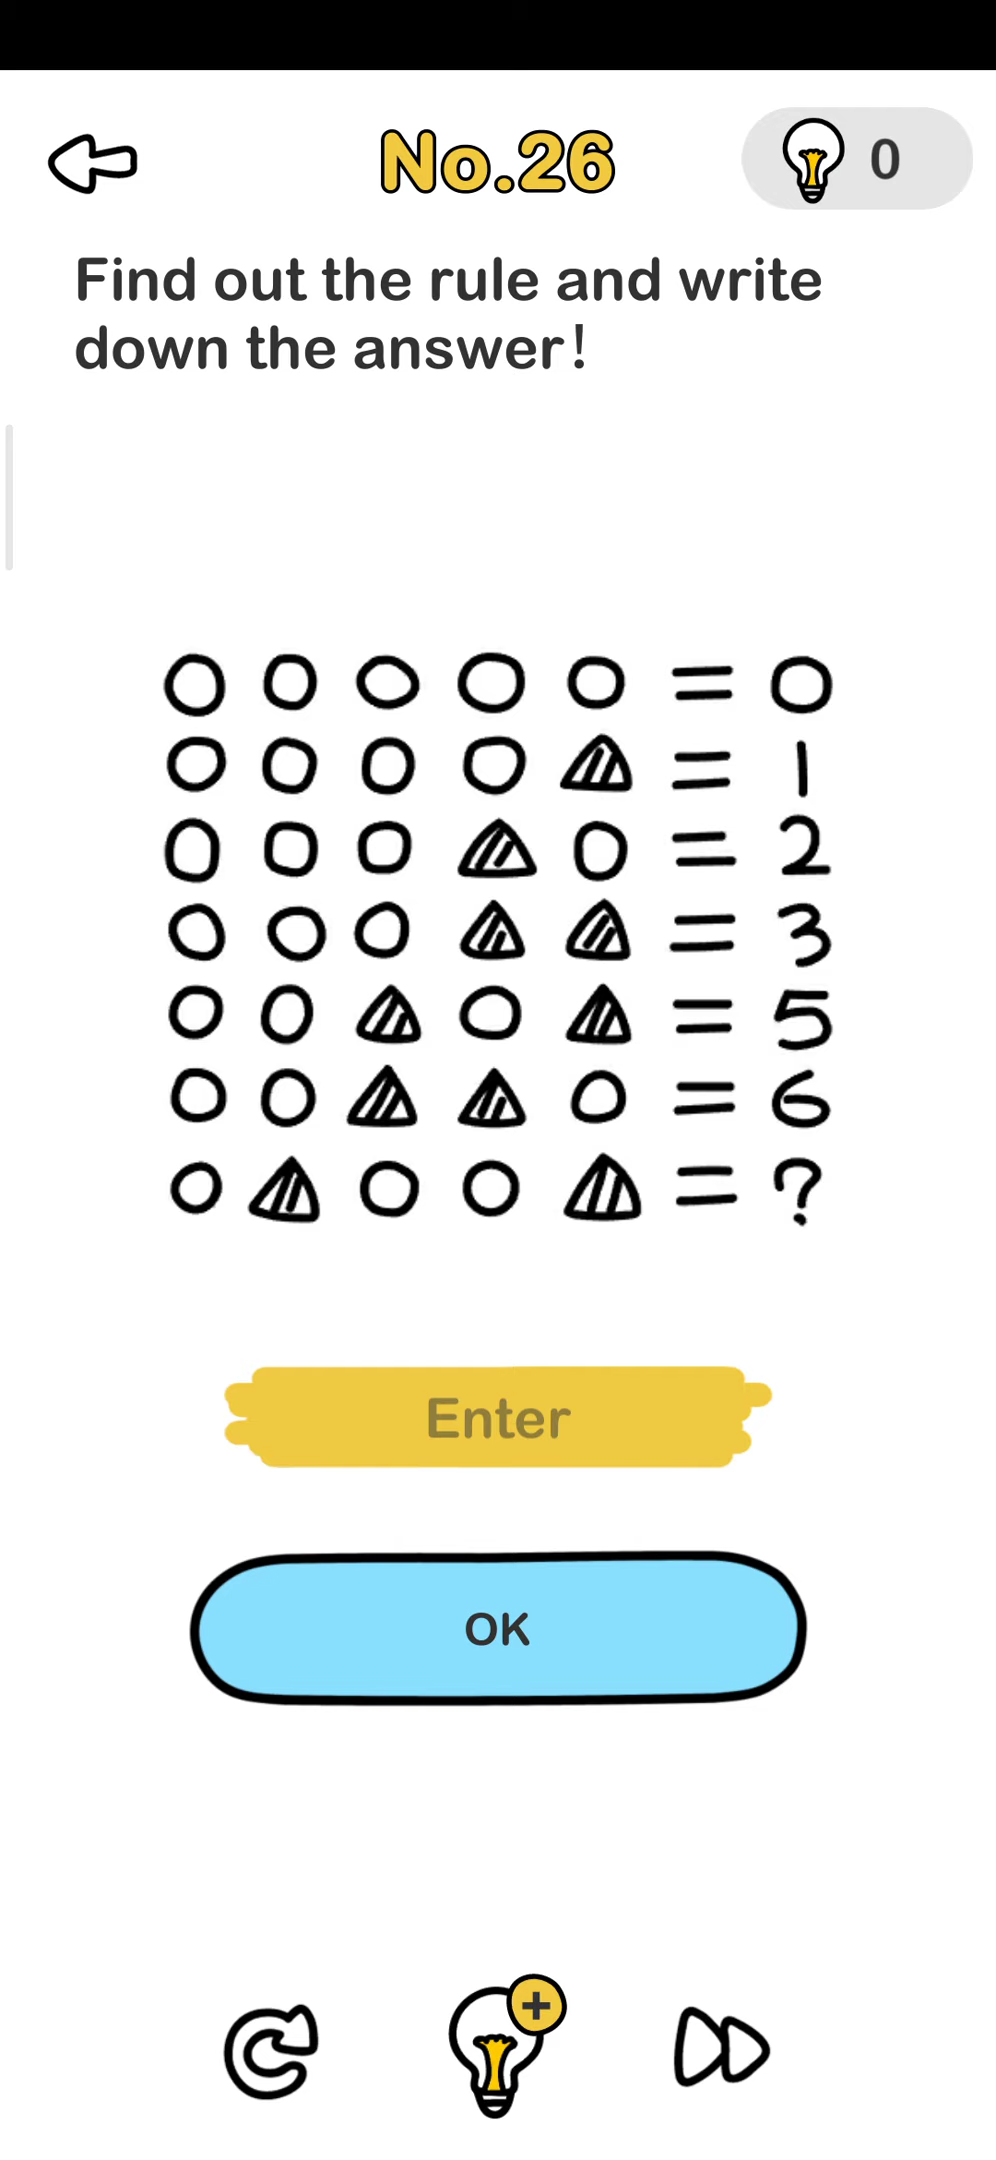 No.26
0
Find out the rule and write
down the answer!
= 0
= 1
= 2
= 3
= 5
= 6
= ?
Enter
OK